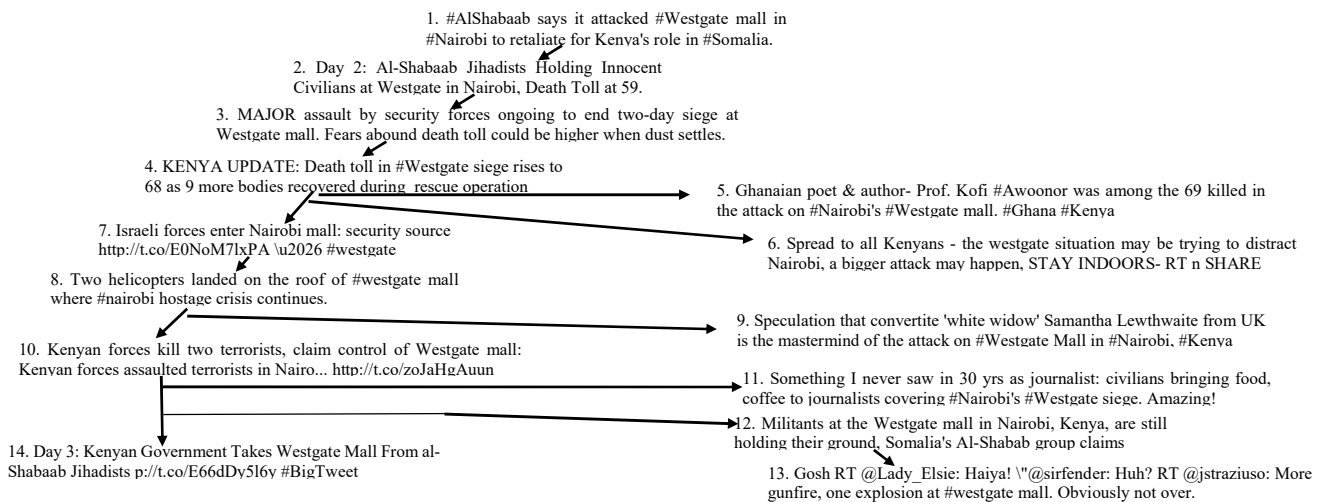 1. #AlShabaab says it attacked #Westgate mall in
#Nairobi to retaliate for Kenya's role in #Somalia.
2. Day 2: Al-Shabaab Jihadists Holding Innocent
Civilians at Westgate in Nairobi, Death Toll at 59.
3. MAJOR assault by security forces ongoing to end two-day siege at
Westgate mall. Fears abound death toll could be higher when dust settles.
4. KENYA UPDATE: Death toll in #Westgate siege rises to
68 as 9 more bodies recovered during rescue operation
5. Ghanaian poet & author- Prof. Kofi #Awoonor was among the 69 killed in
the attack on #Nairobi's #Westgate mall. #Ghana #Kenya
6. Spread to all Kenyans - the westgate situation may be trying to distract
Nairobi, a bigger attack may happen, STAY INDOORS- RT n SHARE
7. Israeli forces enter Nairobi mall: security source
http://t.co/E0NoM7lxPA \u2026 #westgate
8. Two helicopters landed on the roof of #westgate mall
where #nairobi hostage crisis continues.
9. Speculation that convertite 'white widow' Samantha Lewthwaite from UK
is the mastermind of the attack on #Westgate Mall in #Nairobi, #Kenya
10. Kenyan forces kill two terrorists, claim control of Westgate mall:
Kenyan forces assaulted terrorists in Nairo... http://t.co/zoJaHgAuun
11. Something I never saw in 30 yrs as journalist: civilians bringing food,
coffee to journalists covering #Nairobi's #Westgate siege. Amazing!
12. Militants at the Westgate mall in Nairobi, Kenya, are still
holding their ground, Somalia's Al-Shabab group claims
13. Gosh RT @Lady_Elsie: Haiya! \"@sirfender: Huh? RT @jstraziuso: More
gunfire, one explosion at #westgate mall. Obviously not over.
14. Day 3: Kenyan Government Takes Westgate Mall From al-
Shabaab Jihadists p://t.co/E66dDy5l6y #BigTweet